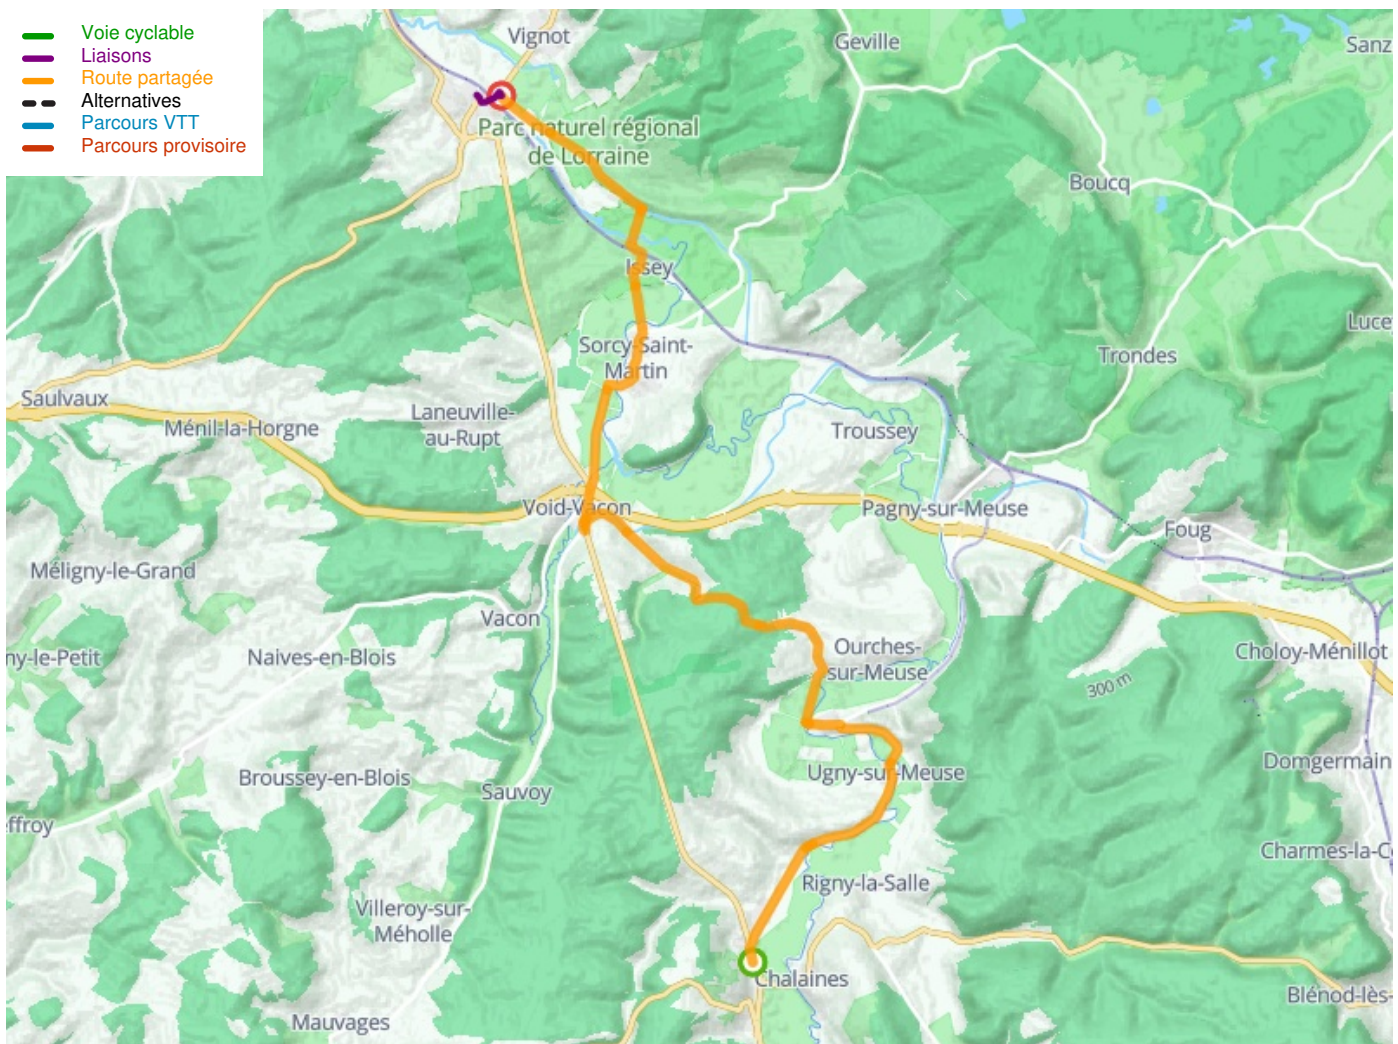 Voie cyclable
Liaisons
Route partagée
Alternatives
Parcours VTT
Parcours provisoire
Vignot
Geville
Sanz
Parc naturel régional
de Lorraine
Boucq
Issey
Luce
Sorcy-Saint-
Martin
Trondes
Saulvaux
Laneuville-
au-Rupt
Ménil-la-Horgne
Troussey
Void-Vacon
Pagny-sur-Meuse
Foug
Méligny-le-Grand
Vacon
Ourches-
sur-Meuse
ny-le-Petit
Naives-en-Blois
Choloy-Ménillot
300 m
Broussey-en-Blois
Ugny-sur-Meuse
Domgermain
Sauvoy
effroy
Charmes-la-C
Rigny-la-Salle
Villeroy-sur-
Méholle
Chalaines
Blénod-lès-
Mauvages